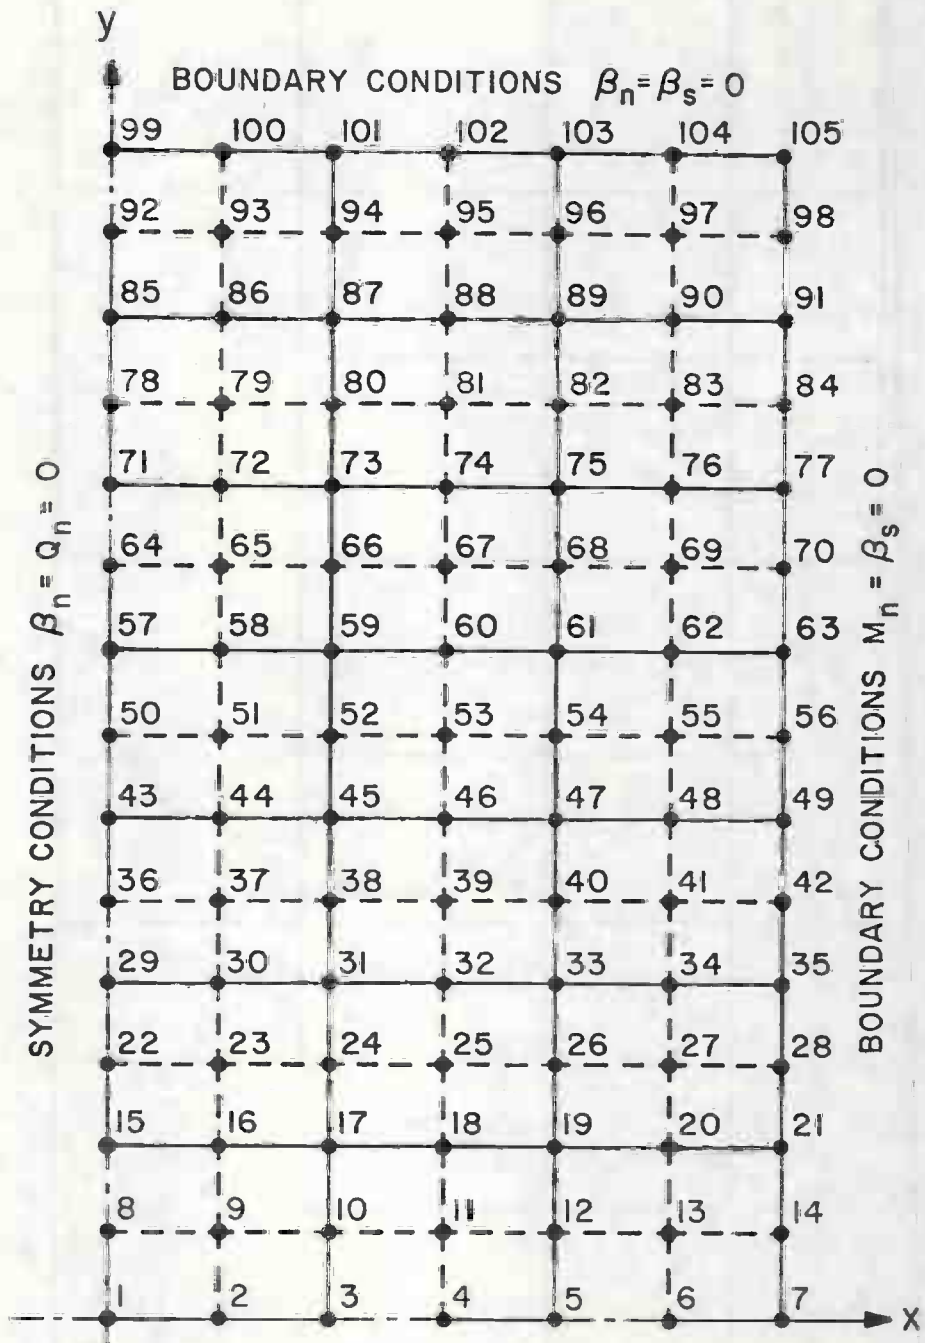 y
BOUNDARY CONDITIONS βn = βs = 0
99 100 101 102 103 104 105
92 93 94 95 96 97 98
85 86 87 88 89 90 91
78 79 80 81 82 83 84
71 72 73 74 75 76 77
64 65 66 67 68 69 70
57 58 59 60 61 62 63
50 51 52 53 54 55 56
43 44 45 46 47 48 49
36 37 38 39 40 41 42
29 30 31 32 33 34 35
22 23 24 25 26 27 28
15 16 17 18 19 20 21
8 9 10 11 12 13 14
1 2 3 4 5 6 7
x
SYMMETRY CONDITIONS βn = Qn = 0
BOUNDARY CONDITIONS Mn = βs = 0